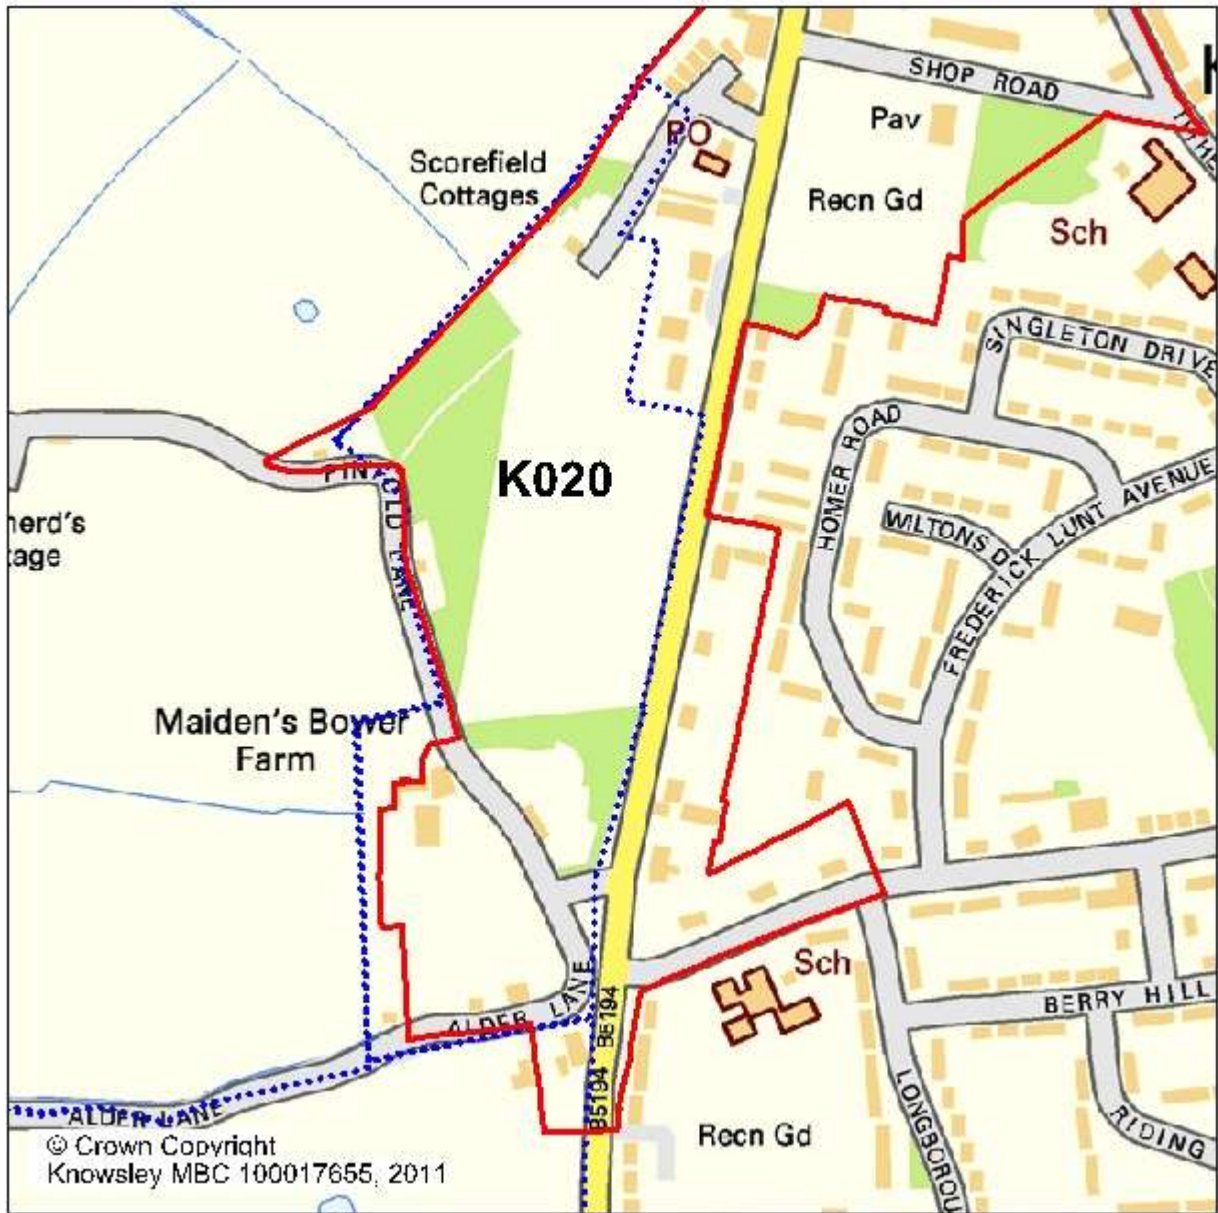 SHOP ROAD
Pav
PO
Scorefield
Cottages
Recn Gd
Sch
SINGLETON DRIVE
HOMER ROAD
K020
PINFOLD LANE
WILTONS D
FREDERICK LUNT AVENUE
herd's
tage
Maiden's Bower
Farm
Sch
ALDER LANE
B5194
B5194
BERRY HILL
LONGBOROU
RIDING
ALDER LANE
Recn Gd
© Crown Copyright
Knowsley MBC 100017655, 2011